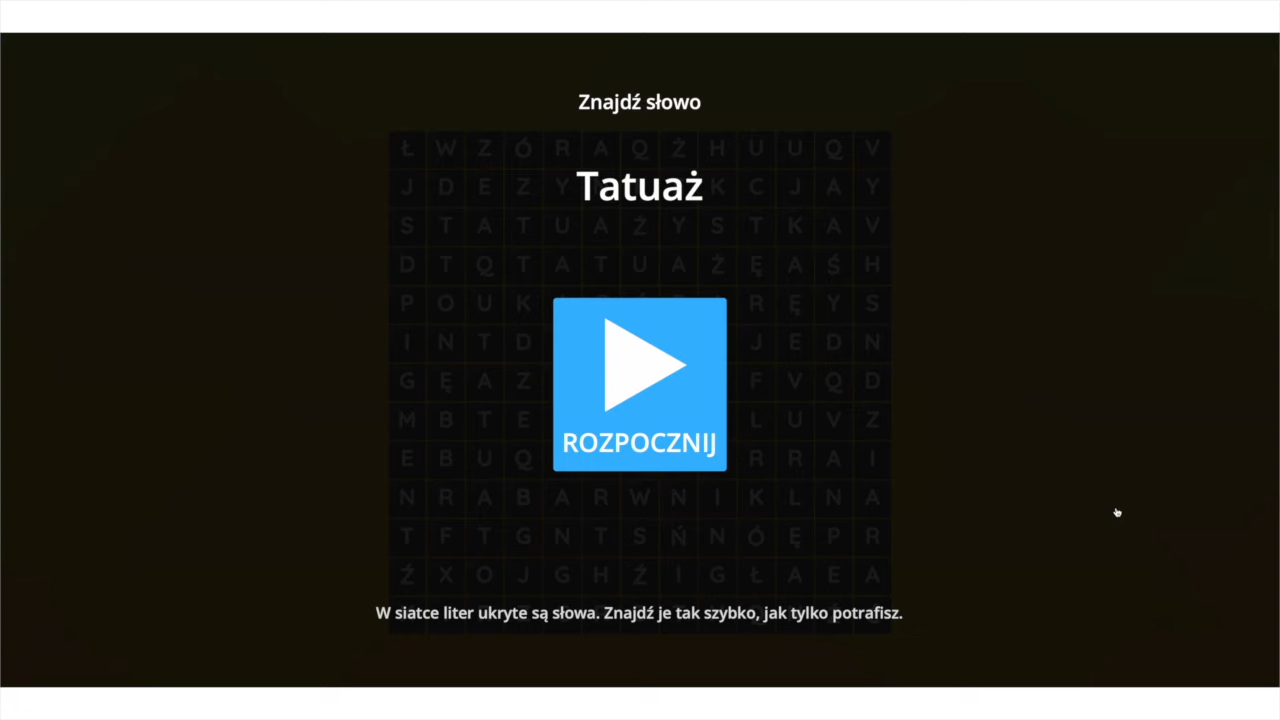 Znajdź słowo
Ł W Z Ó R A Q Ż H U U Q V
Tatuaż
J D E Z Y K C J A Y
S T A T U A Ż Y S T K A V
D T Q T A T U A Ż Ę A Ś H
P O U K R Ę Y S
I N T D J E D N
G Ę A Z F V Q D
M B T E L U V Z
E B U Q R R A I
ROZPOCZNIJ
N R A B A R W N I K L N A
T F T G N T S Ń N Ó Ę P R
Ź X O J G H Ź I G Ł A E A
W siatce liter ukryte są słowa. Znajdź je tak szybko, jak tylko potrafisz.